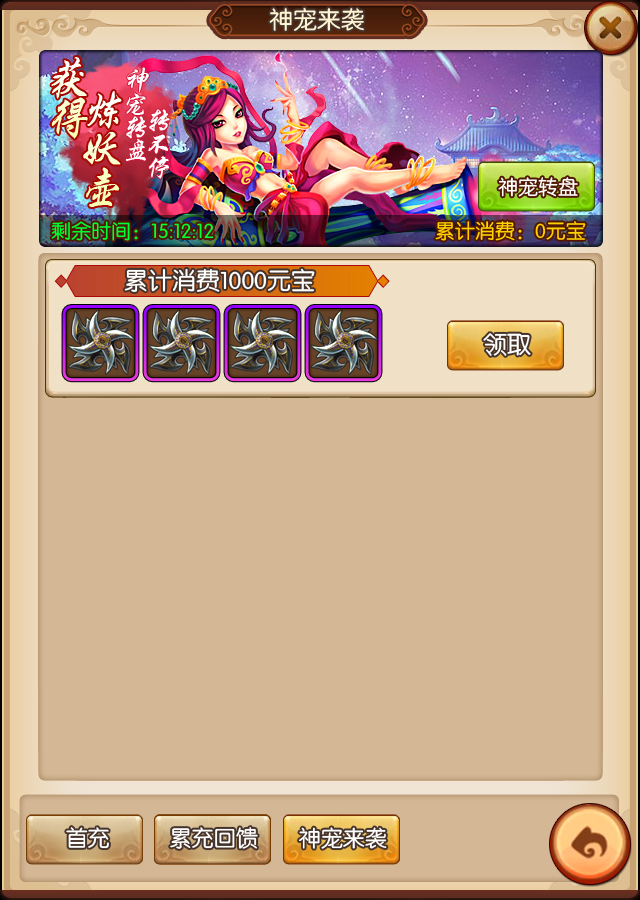 神宠来袭
获得
炼妖壶
神宠转盘
转不停
神宠转盘
剩余时间：15:12:12
累计消费：0元宝
累计消费1000元宝
领取
首充
累充回馈
神宠来袭